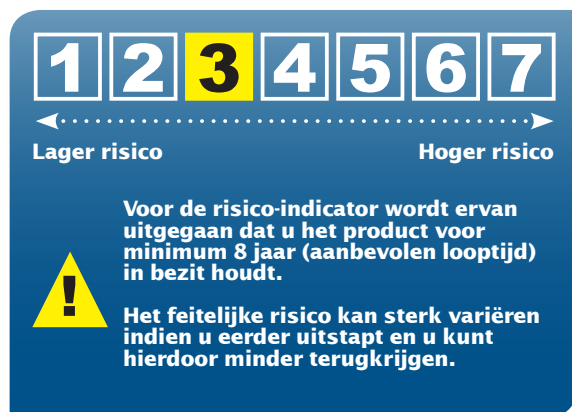 1 2 3 4 5 6 7
Lager risico Hoger risico
Voor de risico-indicator wordt ervan
uitgegaan dat u het product voor
minimum 8 jaar (aanbevolen looptijd)
in bezit houdt.
!
Het feitelijke risico kan sterk variëren
indien u eerder uitstapt en u kunt
hierdoor minder terugkrijgen.